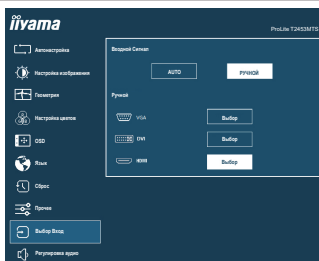 iiyama
ProLite T2453MTS
Автонастройка
Настройка изображения
Геометрия
Настройка цветов
OSD
Язык
Сброс
Прочее
Выбор Вход
Регулировка аудио
Входной Сигнал
AUTO
РУЧНОЙ
Ручной
VGA
Выбор
DVI
Выбор
HDMI
Выбор